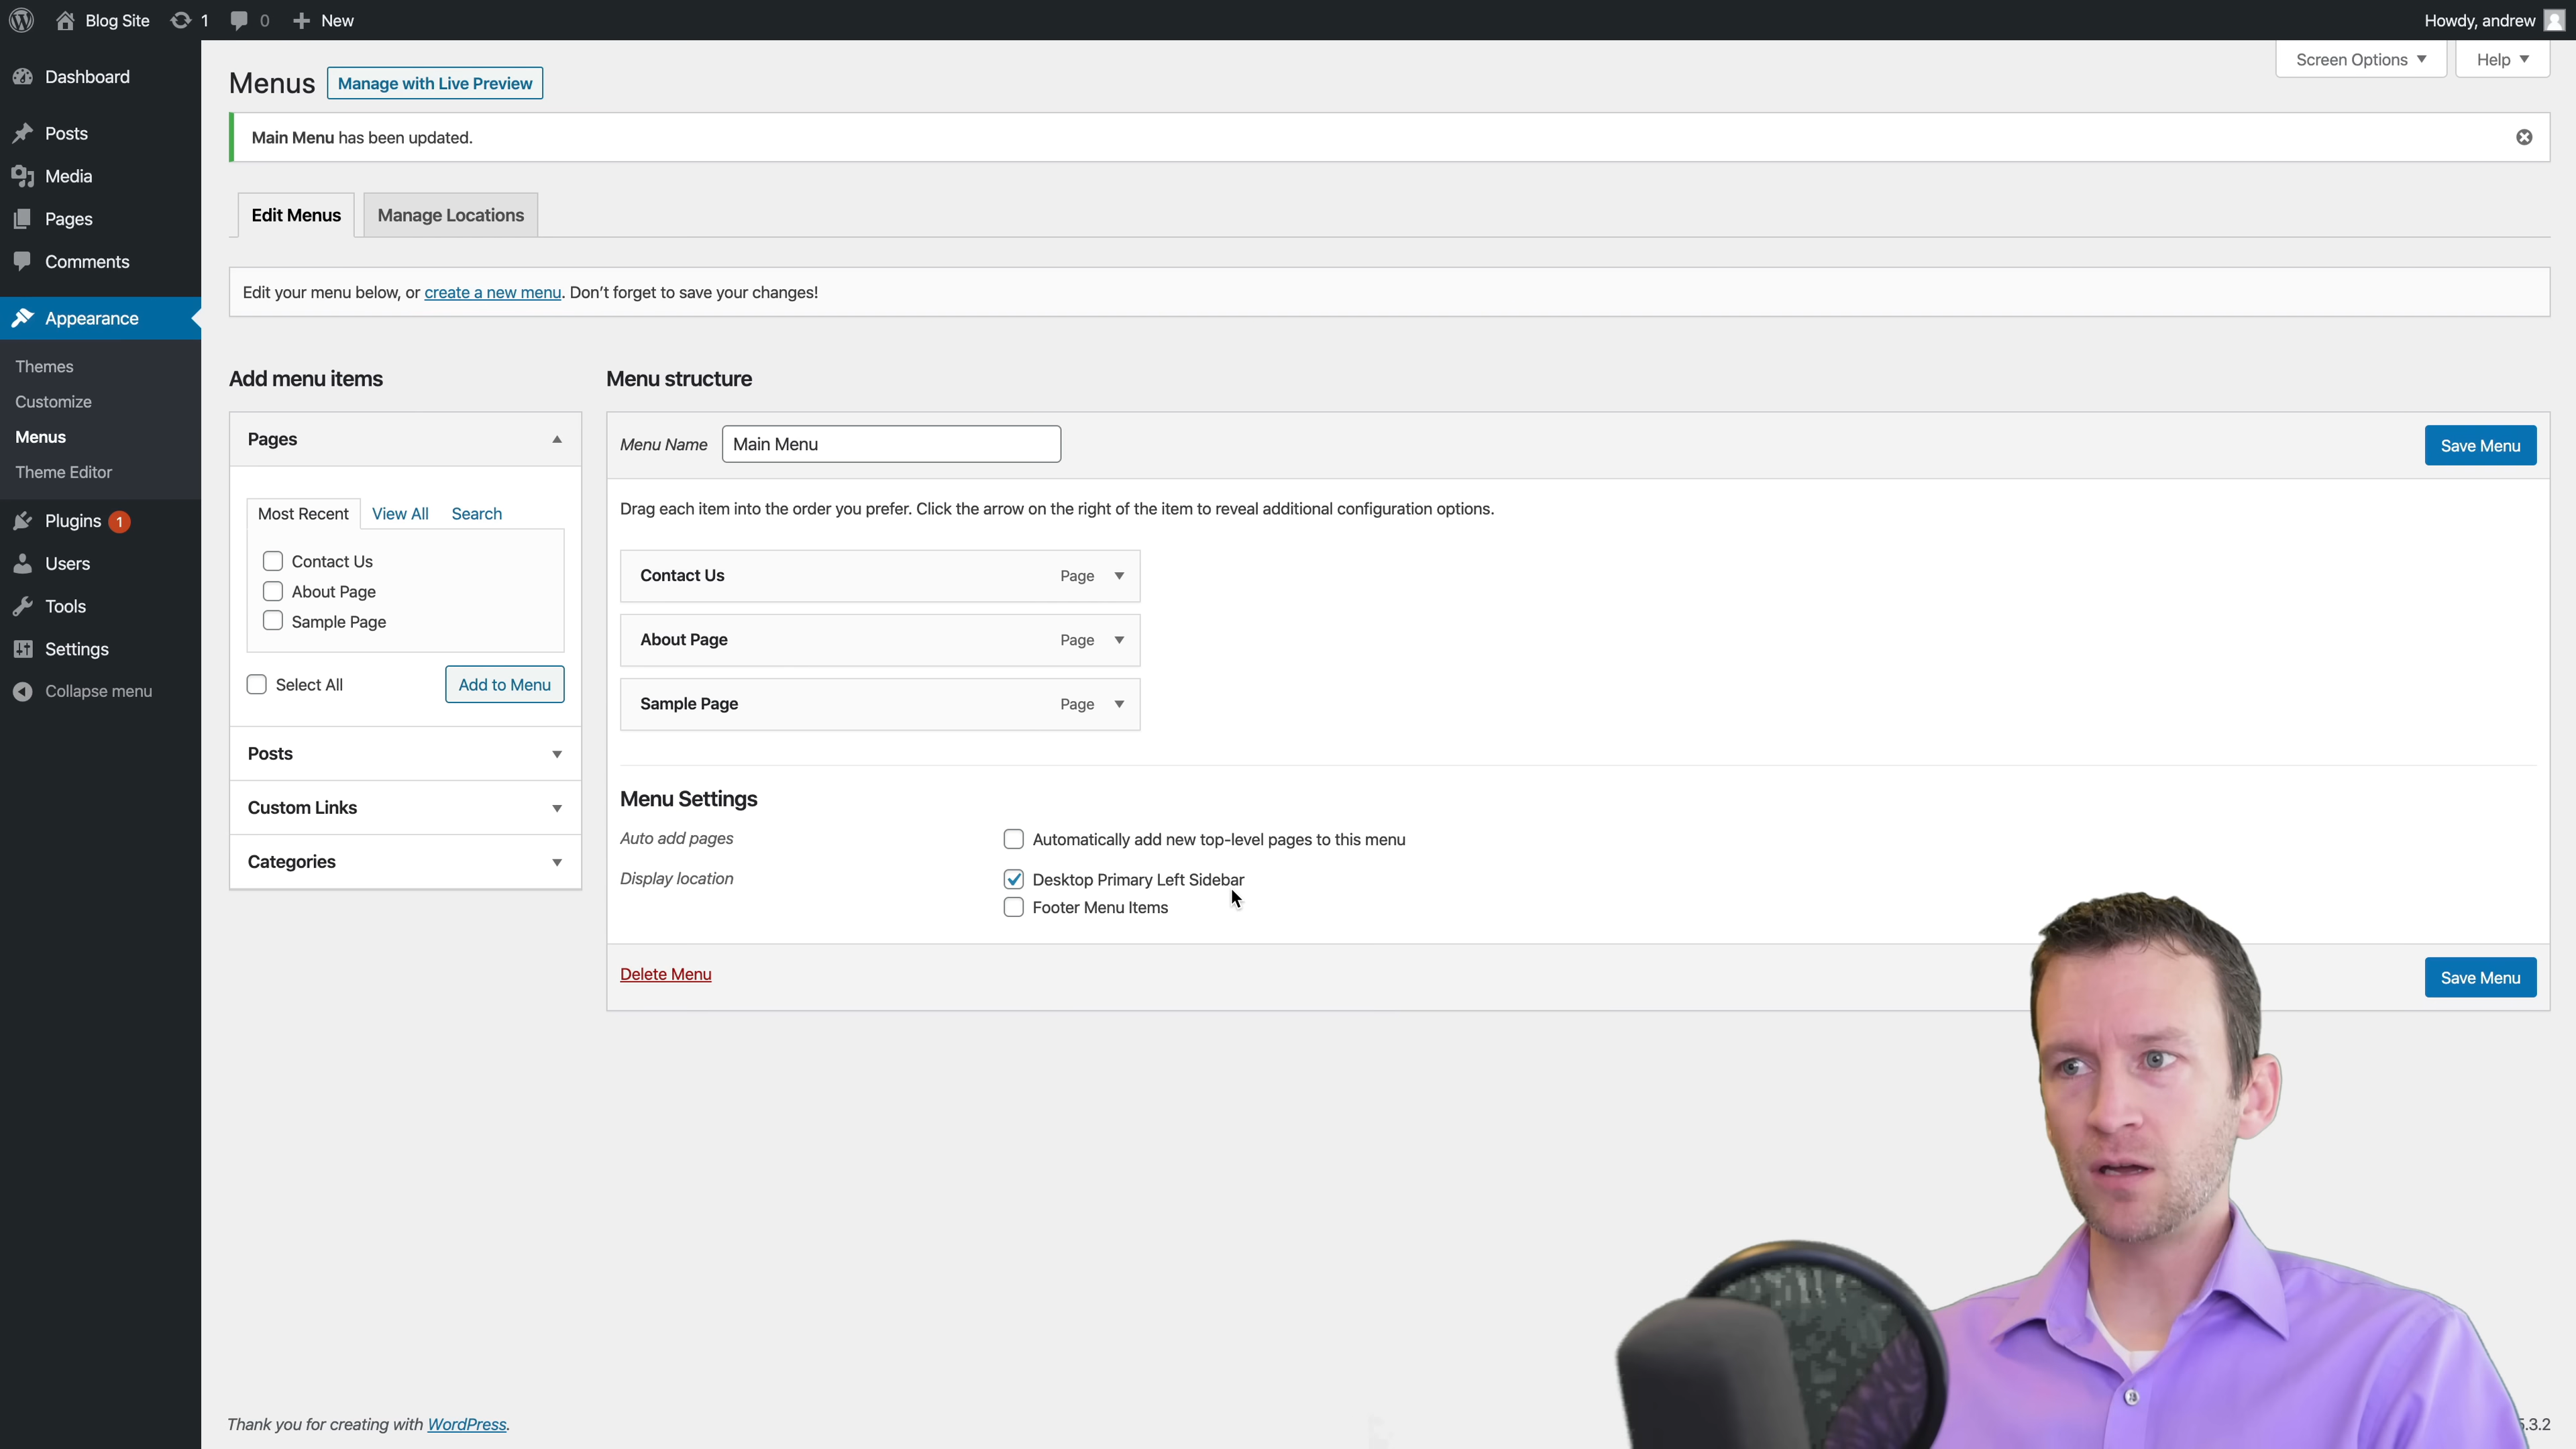 Blog Site 1 0 New Howdy, andrew
Dashboard
Posts
Media
Pages
Comments
Appearance
Themes
Customize
Menus
Theme Editor
Plugins 1
Users
Tools
Settings
Collapse menu
Screen Options Help
Menus Manage with Live Preview
Main Menu has been updated.
Edit Menus Manage Locations
Edit your menu below, or create a new menu. Don't forget to save your changes!
Add menu items
Pages
Most Recent View All Search
Contact Us
About Page
Sample Page
Select All Add to Menu
Posts
Custom Links
Categories
Menu structure
Menu Name Main Menu Save Menu
Drag each item into the order you prefer. Click the arrow on the right of the item to reveal additional configuration options.
Contact Us Page
About Page Page
Sample Page Page
Menu Settings
Auto add pages Automatically add new top-level pages to this menu
Display location Desktop Primary Left Sidebar
Footer Menu Items
Delete Menu Save Menu
Thank you for creating with WordPress. .3.2